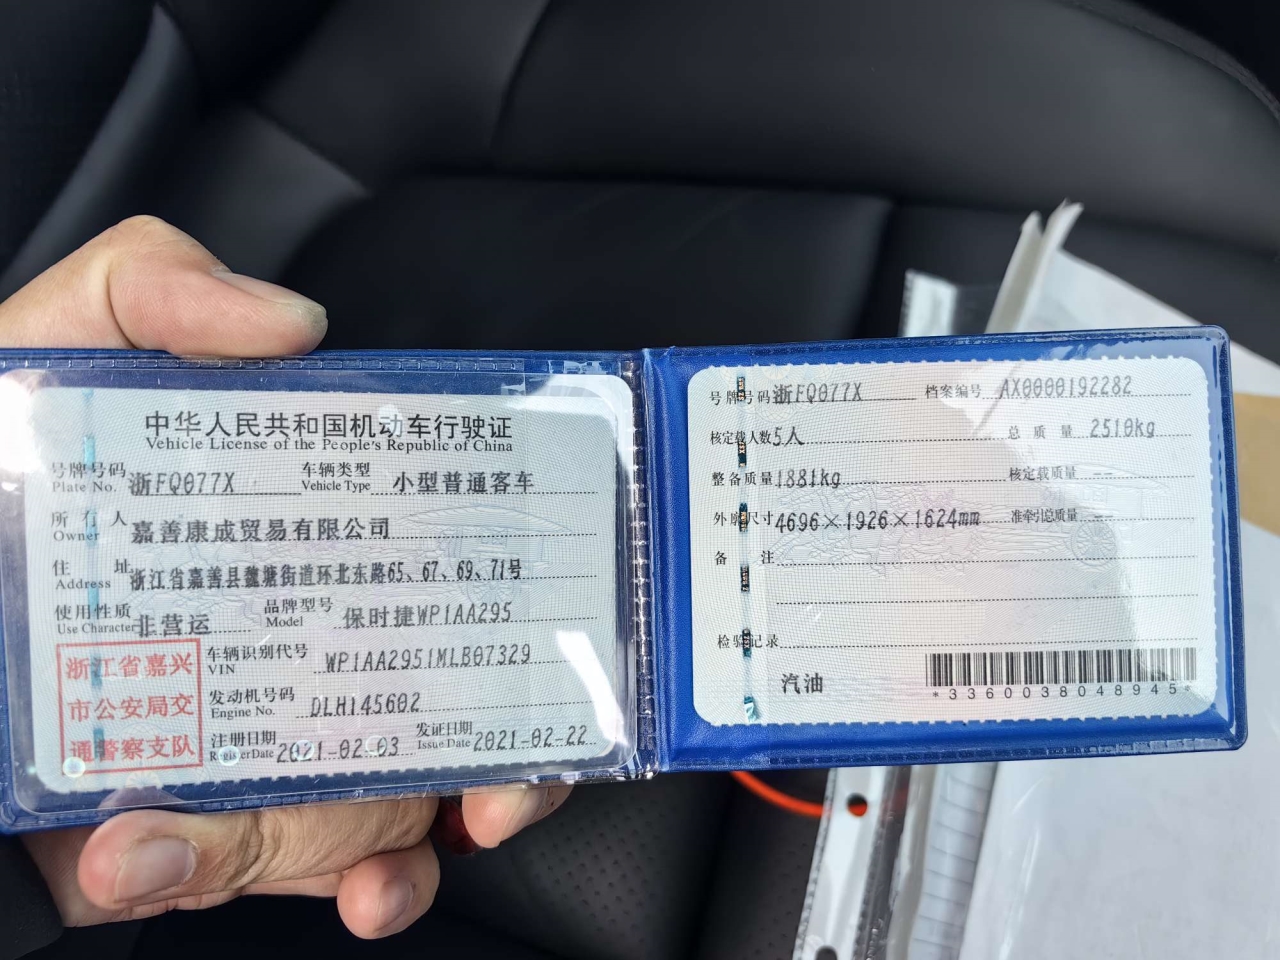 中华人民共和国机动车行驶证
Vehicle License of the People's Republic of China
号牌号码 浙FQ077X 车辆类型 小型普通客车
Plate No. Vehicle Type
所有人 嘉善康成贸易有限公司
Owner
住址 浙江省嘉善县魏塘街道环北东路65、67、69、71号
Address
使用性质 非营运 品牌型号 保时捷WP1AA295
Use Character Model
浙江省嘉兴
市公安局交
通警察支队
车辆识别代号 WP1AA2951MLB07329
VIN
发动机号码 DLH145602
Engine No.
注册日期 2021-02-03 发证日期 2021-02-22
Register Date Issue Date
号牌号码 浙FQ077X 档案编号 AX0000192282
核定载人数 5人 总质量 2510kg
整备质量 1881kg 核定载质量 --
外廓尺寸 4696×1926×1624mm 准牵引总质量 --
备注
检验记录
汽油
*3360038048945*